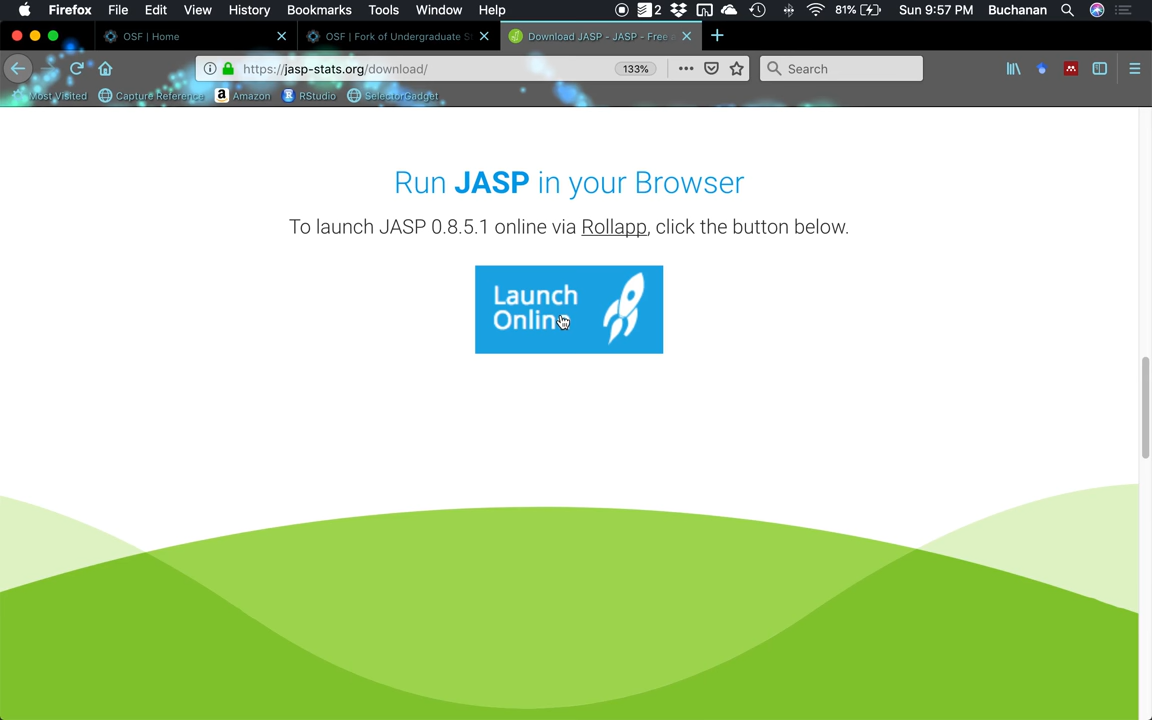 Firefox File Edit View History Bookmarks Tools Window Help 2 81% Sun 9:57 PM Buchanan
OSF | Home OSF | Fork of Undergraduate S Download JASP - JASP - Free
https://jasp-stats.org/download/ 133% Search
Most Visited Capture Reference Amazon RStudio SelectorGadget
Run JASP in your Browser
To launch JASP 0.8.5.1 online via Rollapp, click the button below.
Launch
Online